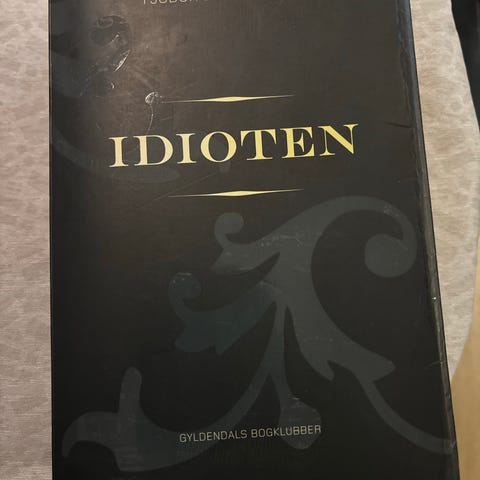 IDIOTEN
GYLDENDALS BOGKLUBBER